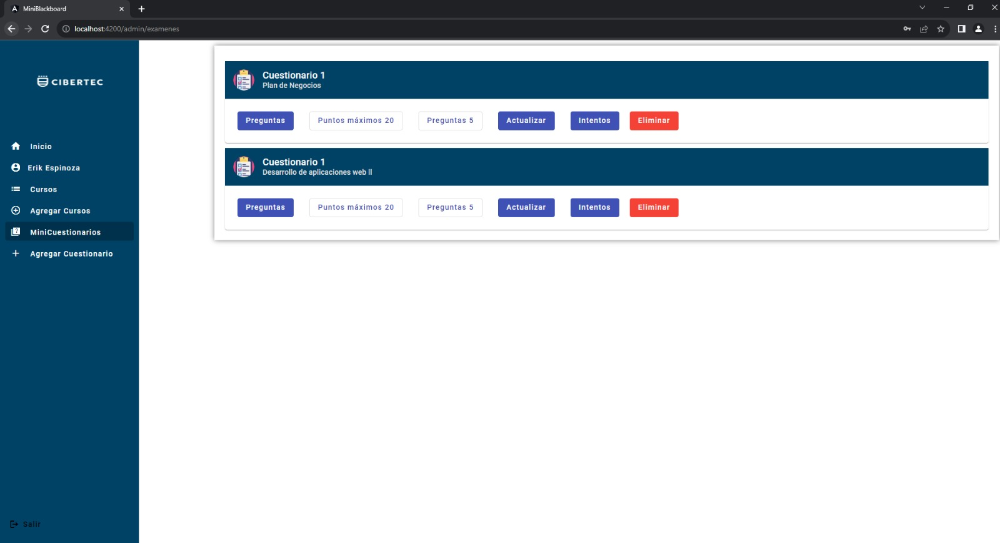 MiniBlackboard
localhost:4200/admin/examenes
CIBERTEC
Inicio
Erik Espinoza
Cursos
Agregar Cursos
MiniCuestionarios
Agregar Cuestionario
Salir
Cuestionario 1
Plan de Negocios
Preguntas Puntos máximos 20 Preguntas 5 Actualizar Intentos Eliminar
Cuestionario 1
Desarrollo de aplicaciones web ll
Preguntas Puntos máximos 20 Preguntas 5 Actualizar Intentos Eliminar